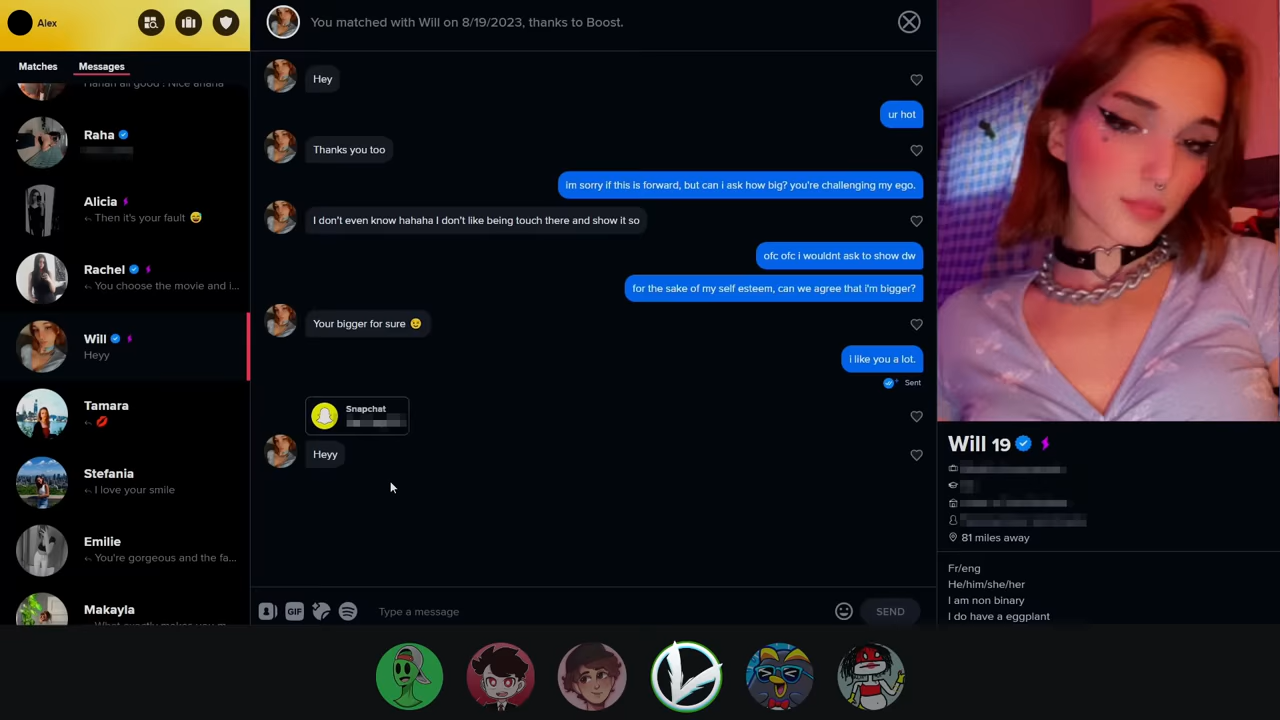 Alex
Matches
Messages
Raha
Alicia
Then it's your fault 😅
Rachel
You choose the movie and i...
Will
Heyy
Tamara
💋
Stefania
I love your smile
Emilie
You're gorgeous and the fa...
Makayla
You matched with Will on 8/19/2023, thanks to Boost.
Hey
ur hot
Thanks you too
im sorry if this is forward, but can i ask how big? you're challenging my ego.
I don't even know hahaha I don't like being touch there and show it so
ofc ofc i wouldnt ask to show dw
for the sake of my self esteem, can we agree that i'm bigger?
Your bigger for sure 😉
i like you a lot.
Sent
Snapchat
Heyy
GIF
Type a message
SEND
Will 19
81 miles away
Fr/eng
He/him/she/her
I am non binary
I do have a eggplant